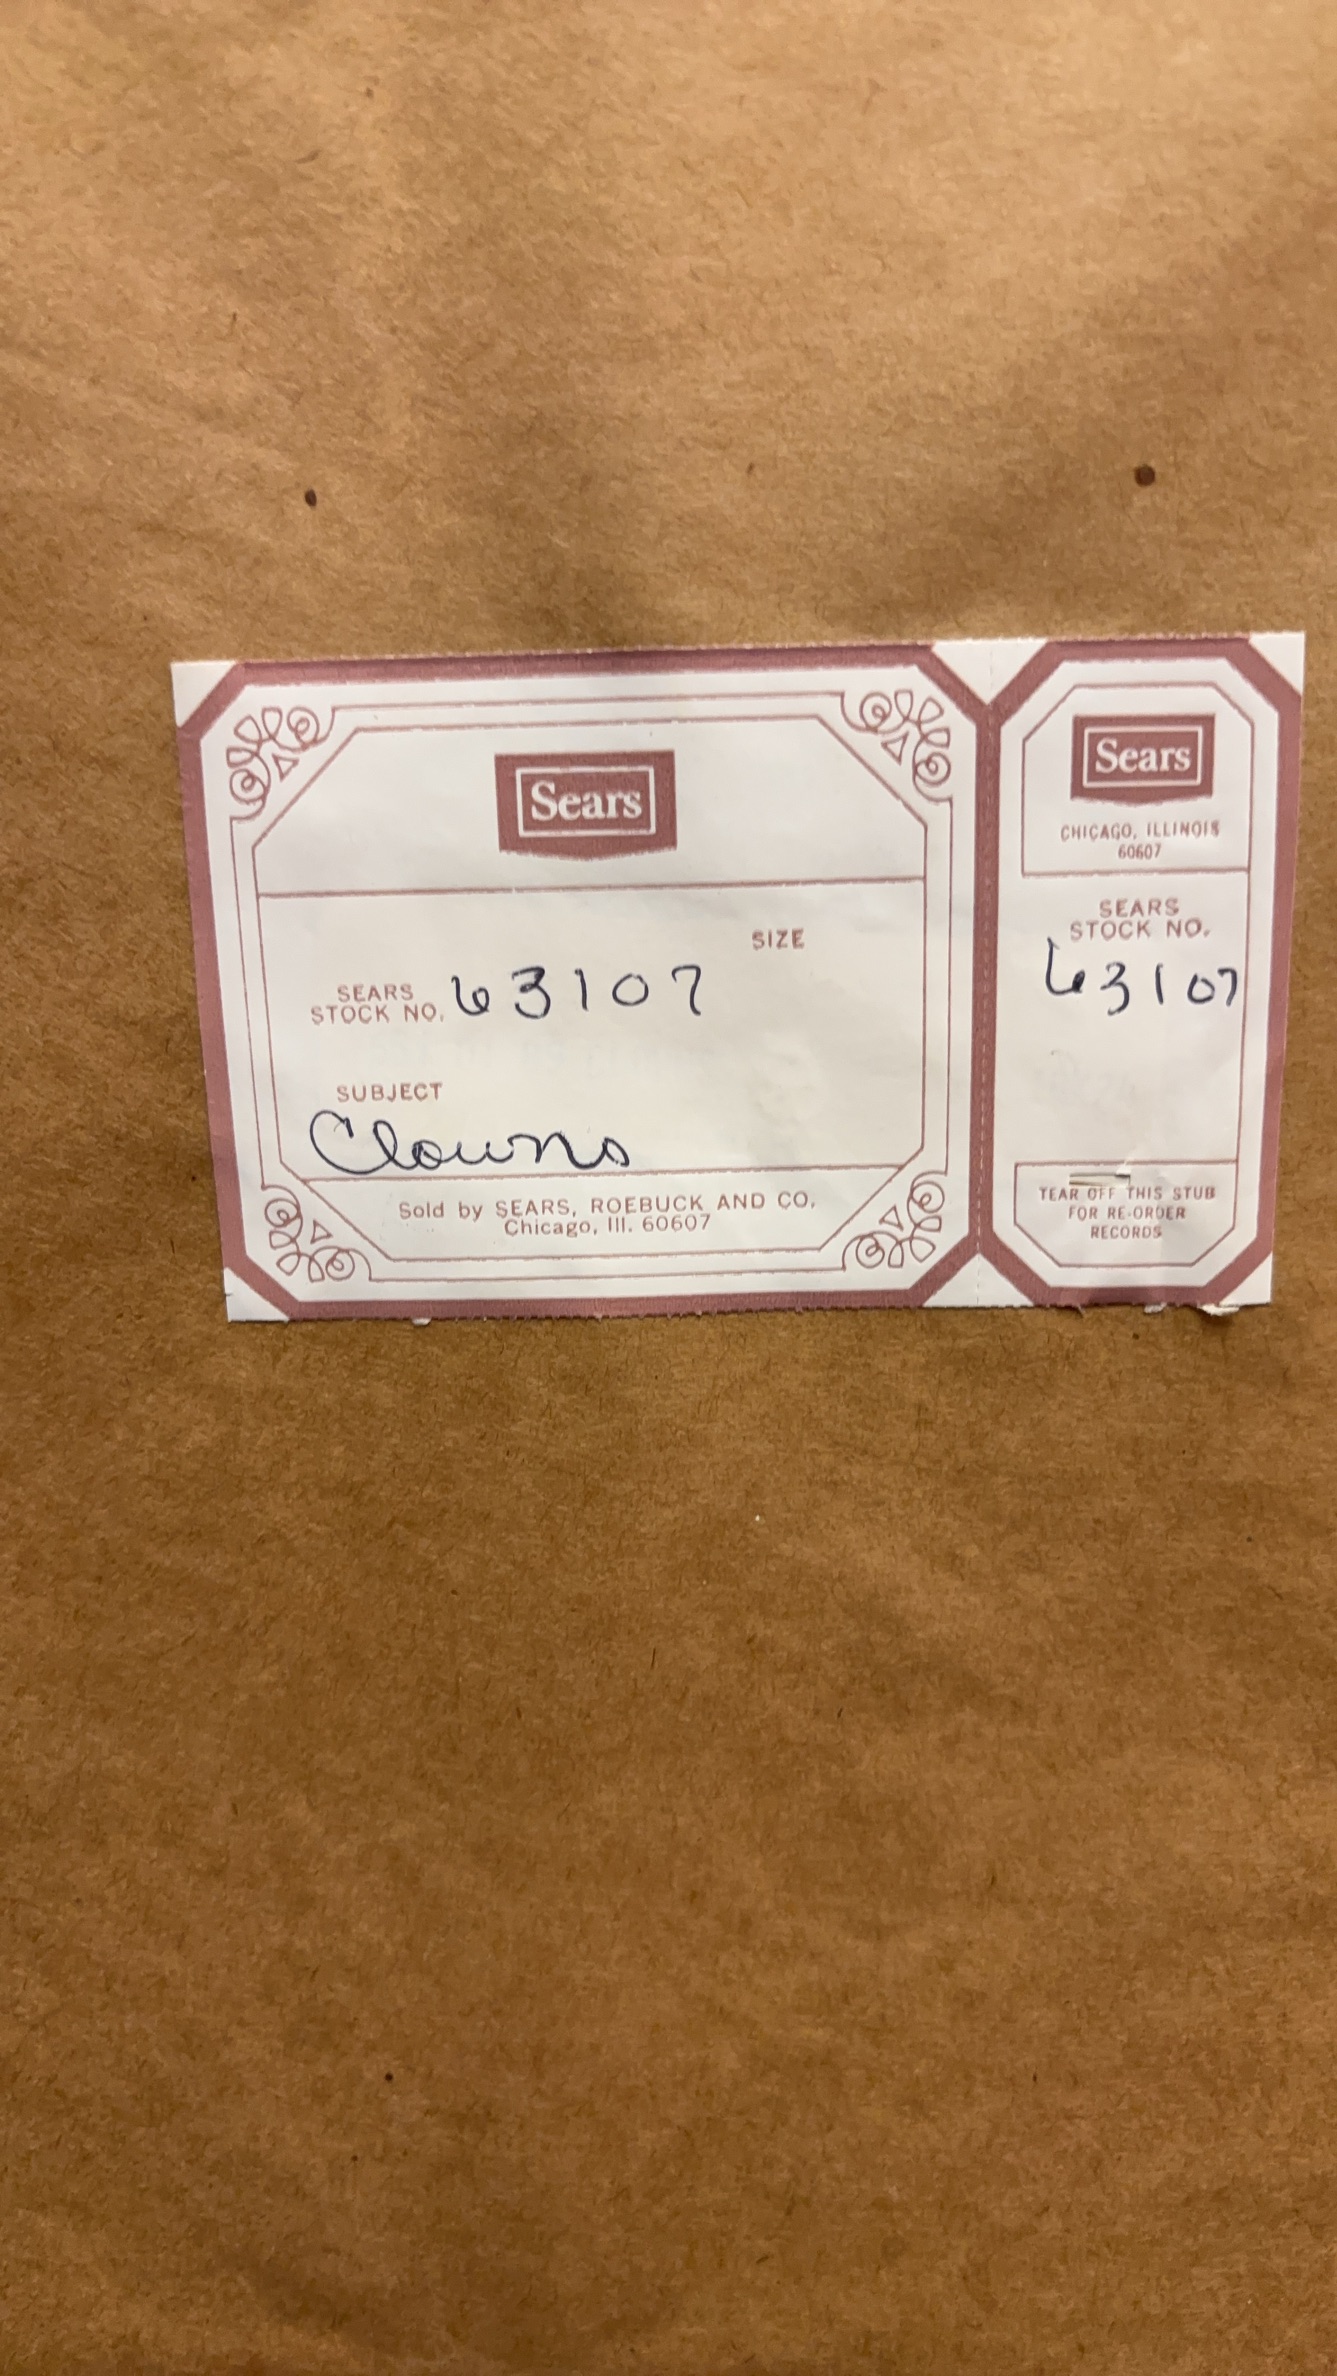 Sears
SIZE
SEARS
STOCK NO. 63107
SUBJECT
Clowns
Sold by SEARS, ROEBUCK AND CO.
Chicago, Ill. 60607
Sears
CHICAGO, ILLINOIS
60607
SEARS
STOCK NO.
63107
TEAR OFF THIS STUB
FOR RE-ORDER
RECORDS